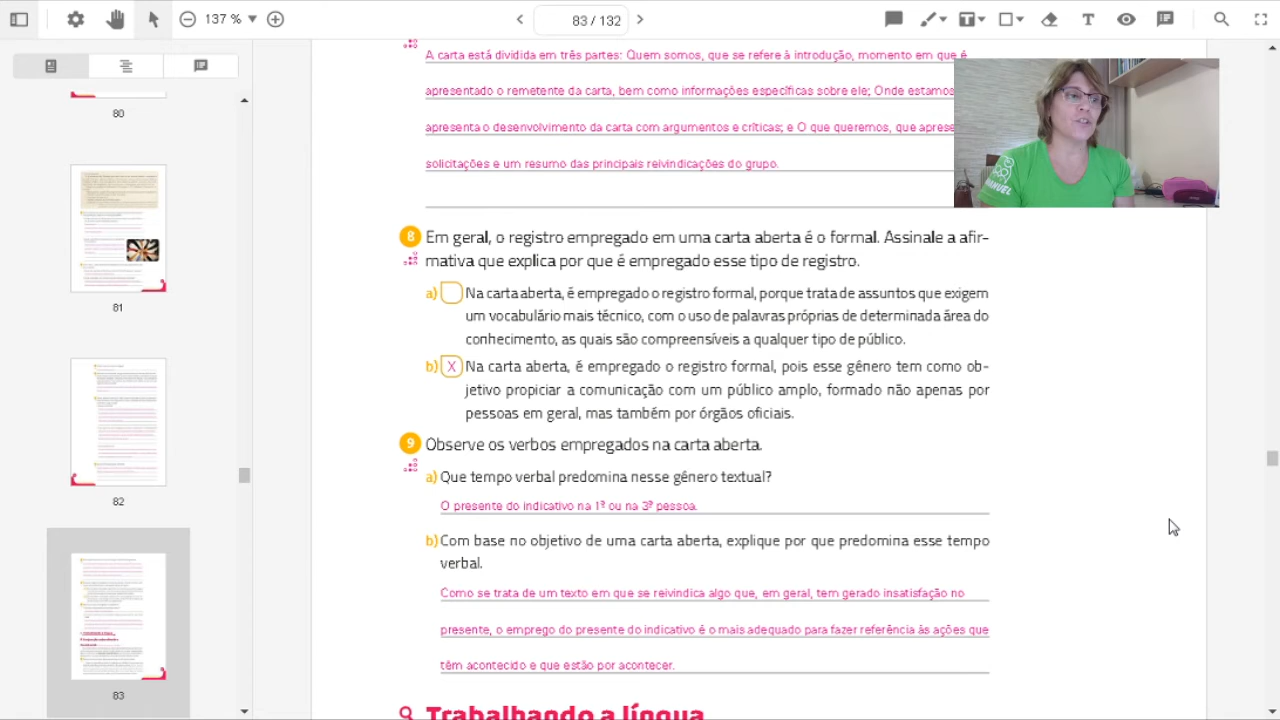 137 %
83 / 132
A carta está dividida em três partes: Quem somos, que se refere à introdução, momento em que é
apresentado o remetente da carta, bem como informações específicas sobre ele; Onde estamos
apresenta o desenvolvimento da carta com argumentos e críticas; e O que queremos, que aprese
solicitações e um resumo das principais reivindicações do grupo.
80
8 Em geral, o registro empregado em uma carta aberta é o formal. Assinale a afir-
mativa que explica por que é empregado esse tipo de registro.
a) Na carta aberta, é empregado o registro formal, porque trata de assuntos que exigem
um vocabulário mais técnico, com o uso de palavras próprias de determinada área do
conhecimento, as quais são compreensíveis a qualquer tipo de público.
81
b) X Na carta aberta, é empregado o registro formal, pois esse gênero tem como ob-
jetivo promover a comunicação com um público amplo, formado não apenas por
pessoas em geral, mas também por órgãos oficiais.
9 Observe os verbos empregados na carta aberta.
a) Que tempo verbal predomina nesse gênero textual?
O presente do indicativo na 1ª ou na 3ª pessoa.
82
b) Com base no objetivo de uma carta aberta, explique por que predomina esse tempo
verbal.
Como se trata de um texto em que se reivindica algo que, em geral, tem gerado insatisfação no
presente, o emprego do presente do indicativo é o mais adequado para fazer referência às ações que
têm acontecido e que estão por acontecer.
83
Trabalhando a língua